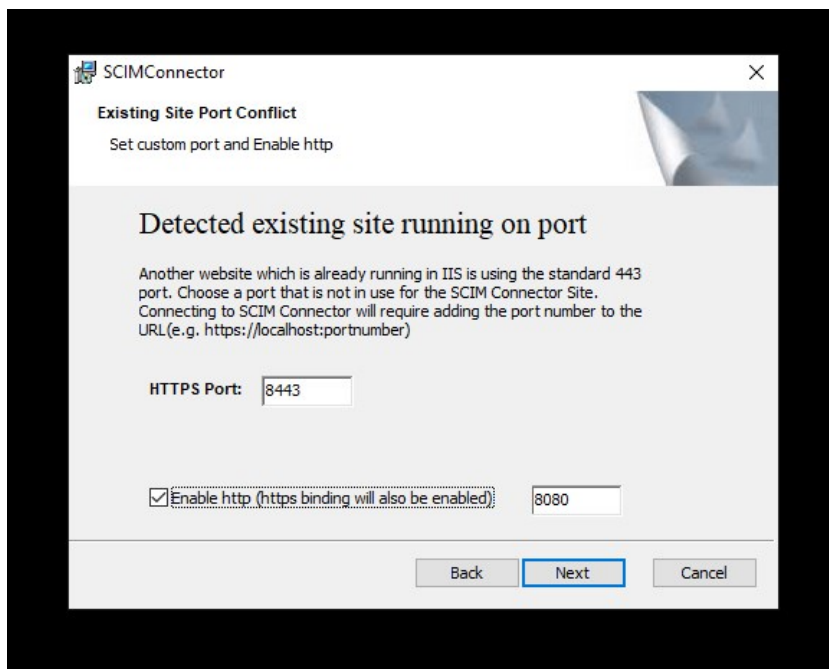 SCIMConnector
Existing Site Port Conflict
Set custom port and Enable http
Detected existing site running on port
Another website which is already running in IIS is using the standard 443
port. Choose a port that is not in use for the SCIM Connector Site.
Connecting to SCIM Connector will require adding the port number to the
URL(e.g. https://localhost:portnumber)
HTTPS Port: 8443
Enable http (https binding will also be enabled) 8080
Back Next Cancel